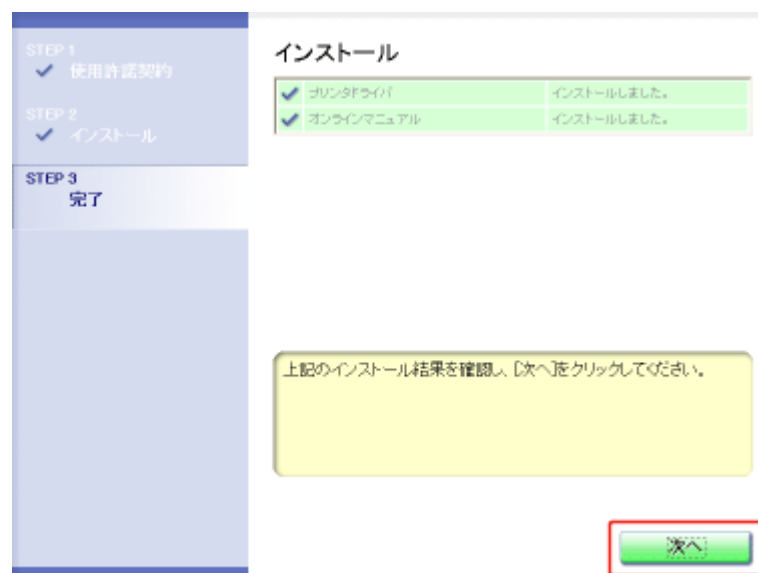 STEP 1
使用許諾契約
STEP 2
インストール
STEP 3
完了
インストール
プリンタドライバ インストールしました。
オンラインマニュアル インストールしました。
上記のインストール結果を確認し、[次へ]をクリックしてください。
次へ